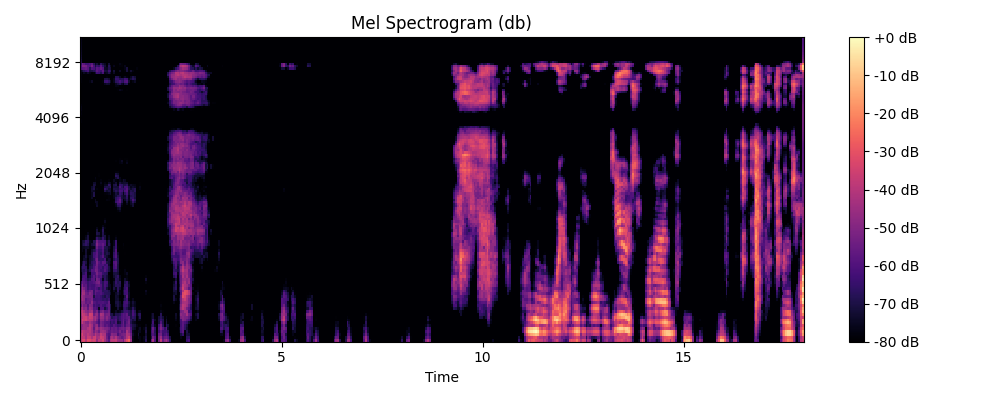 Mel Spectrogram (db)
8192
4096
2048
1024
512
0
Hz
0 5 10 15
Time
+0 dB
-10 dB
-20 dB
-30 dB
-40 dB
-50 dB
-60 dB
-70 dB
-80 dB